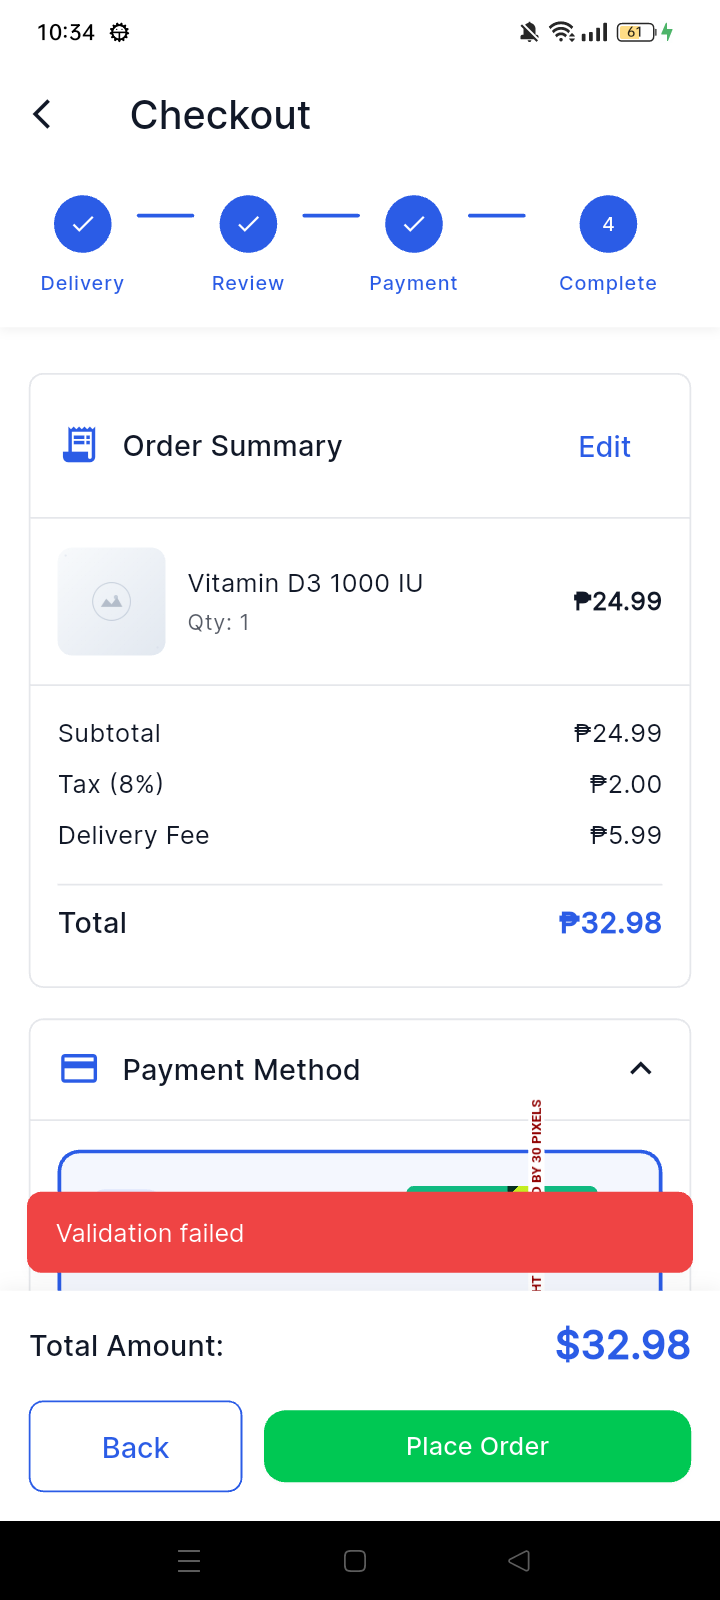 10:34
61
Checkout
4
Delivery Review Payment Complete
Order Summary Edit
Vitamin D3 1000 IU
Qty: 1
₱24.99
Subtotal ₱24.99
Tax (8%) ₱2.00
Delivery Fee ₱5.99
Total ₱32.98
Payment Method
BY 30 PIXELS
Validation failed
Total Amount: $32.98
Back Place Order